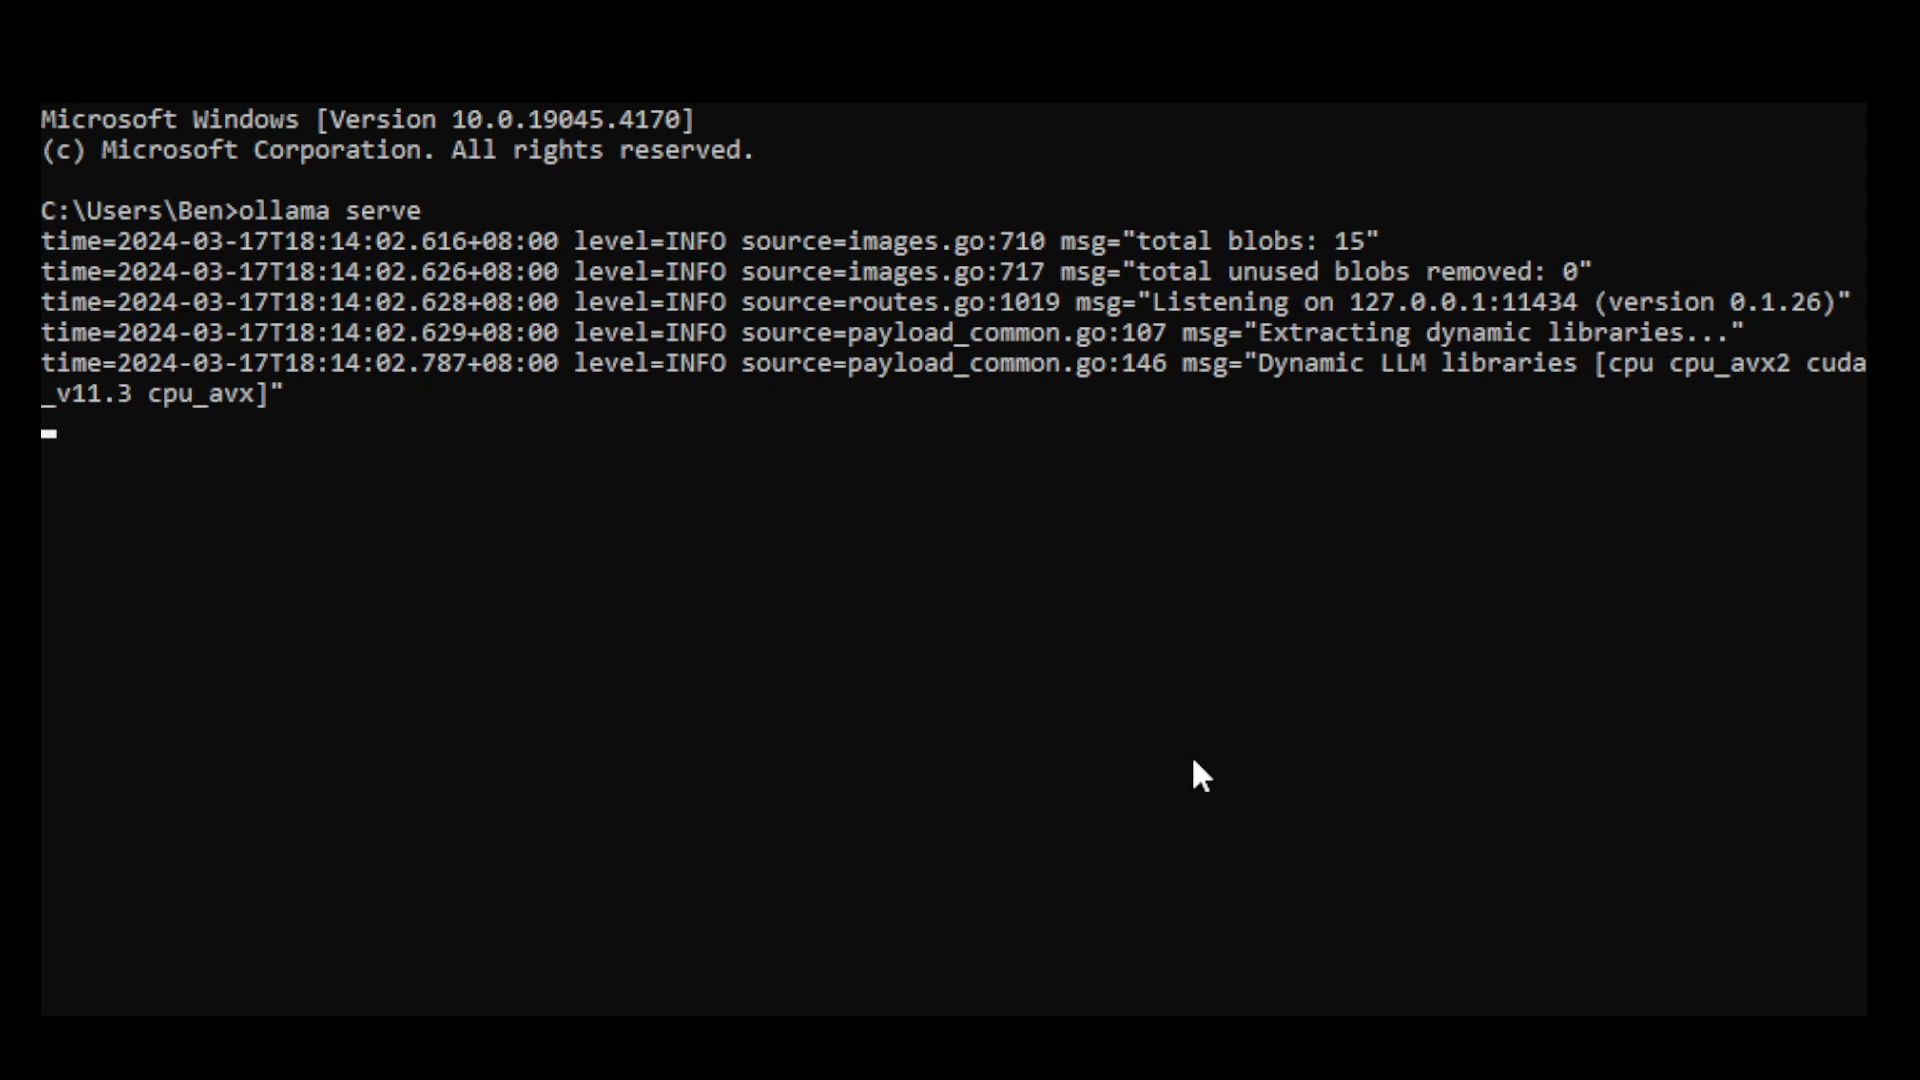 Microsoft Windows [Version 10.0.19045.4170]
(c) Microsoft Corporation. All rights reserved.
C:\Users\Ben>ollama serve
time=2024-03-17T18:14:02.616+08:00 level=INFO source=images.go:710 msg="total blobs: 15"
time=2024-03-17T18:14:02.626+08:00 level=INFO source=images.go:717 msg="total unused blobs removed: 0"
time=2024-03-17T18:14:02.628+08:00 level=INFO source=routes.go:1019 msg="Listening on 127.0.0.1:11434 (version 0.1.26)"
time=2024-03-17T18:14:02.629+08:00 level=INFO source=payload_common.go:107 msg="Extracting dynamic libraries..."
time=2024-03-17T18:14:02.787+08:00 level=INFO source=payload_common.go:146 msg="Dynamic LLM libraries [cpu cpu_avx2 cuda
_v11.3 cpu_avx]"